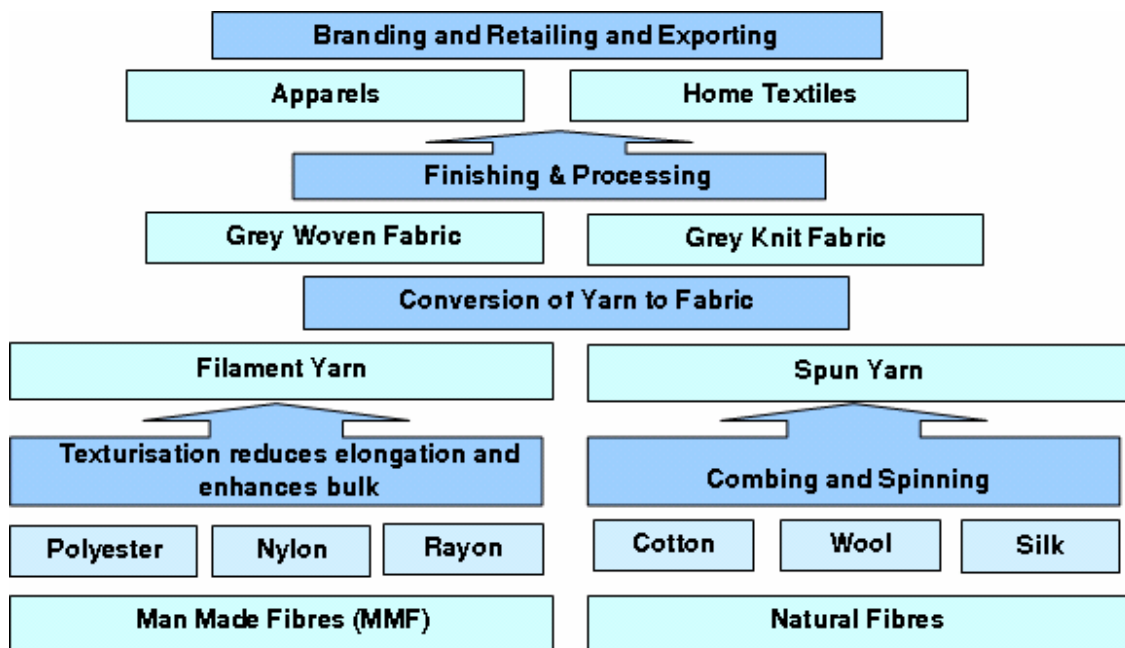 Branding and Retailing and Exporting
Apparels
Home Textiles
Finishing & Processing
Grey Woven Fabric
Grey Knit Fabric
Conversion of Yarn to Fabric
Filament Yarn
Spun Yarn
Texturisation reduces elongation and
enhances bulk
Combing and Spinning
Polyester
Nylon
Rayon
Cotton
Wool
Silk
Man Made Fibres (MMF)
Natural Fibres